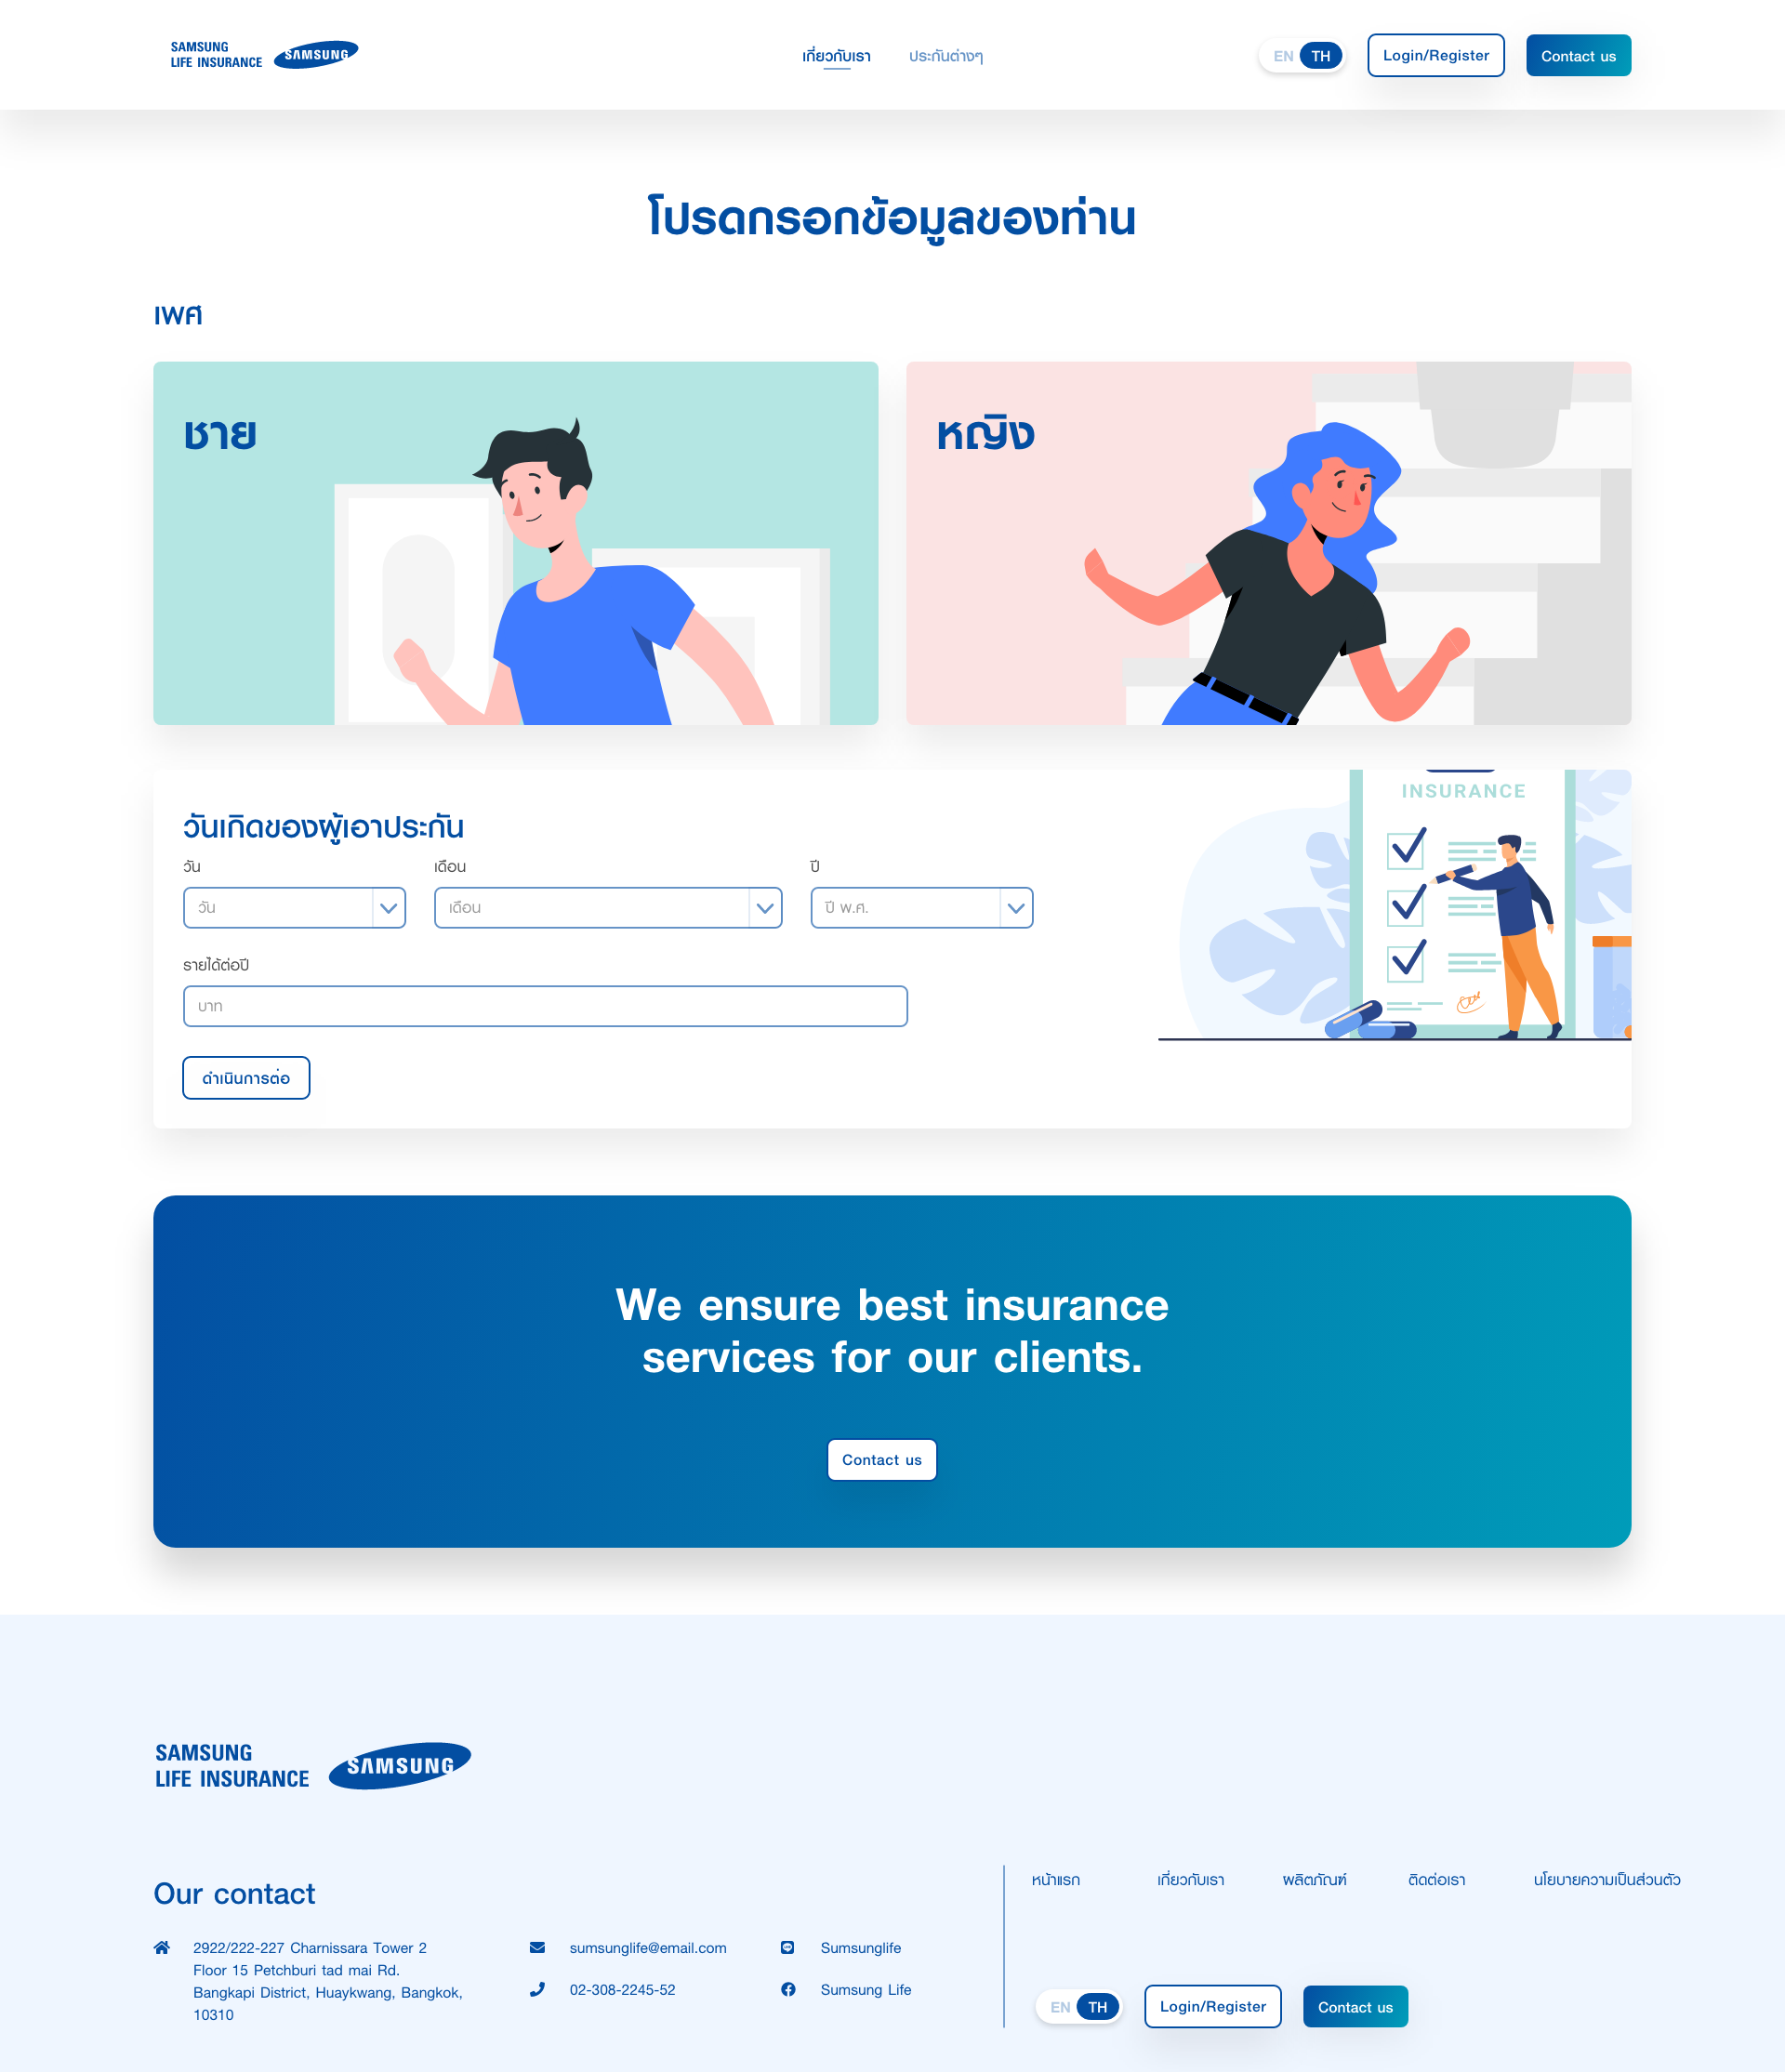 SAMSUNG
LIFE INSURANCE
SAMSUNG
เกี่ยวกับเรา
ประกันต่างๆ
EN
TH
Login/Register
Contact us
โปรดกรอกข้อมูลของท่าน
เพศ
ชาย
หญิง
INSURANCE
วันเกิดของผู้เอาประกัน
วัน
เดือน
ปี
วัน
เดือน
ปี พ.ศ.
รายได้ต่อปี
บาท
ดำเนินการต่อ
We ensure best insurance
services for our clients.
Contact us
SAMSUNG
LIFE INSURANCE
SAMSUNG
Our contact
2922/222-227 Charnissara Tower 2
Floor 15 Petchburi tad mai Rd.
Bangkapi District, Huaykwang, Bangkok,
10310
sumsunglife@email.com
02-308-2245-52
Sumsunglife
Sumsung Life
หน้าแรก
เกี่ยวกับเรา
ผลิตภัณฑ์
ติดต่อเรา
นโยบายความเป็นส่วนตัว
EN
TH
Login/Register
Contact us